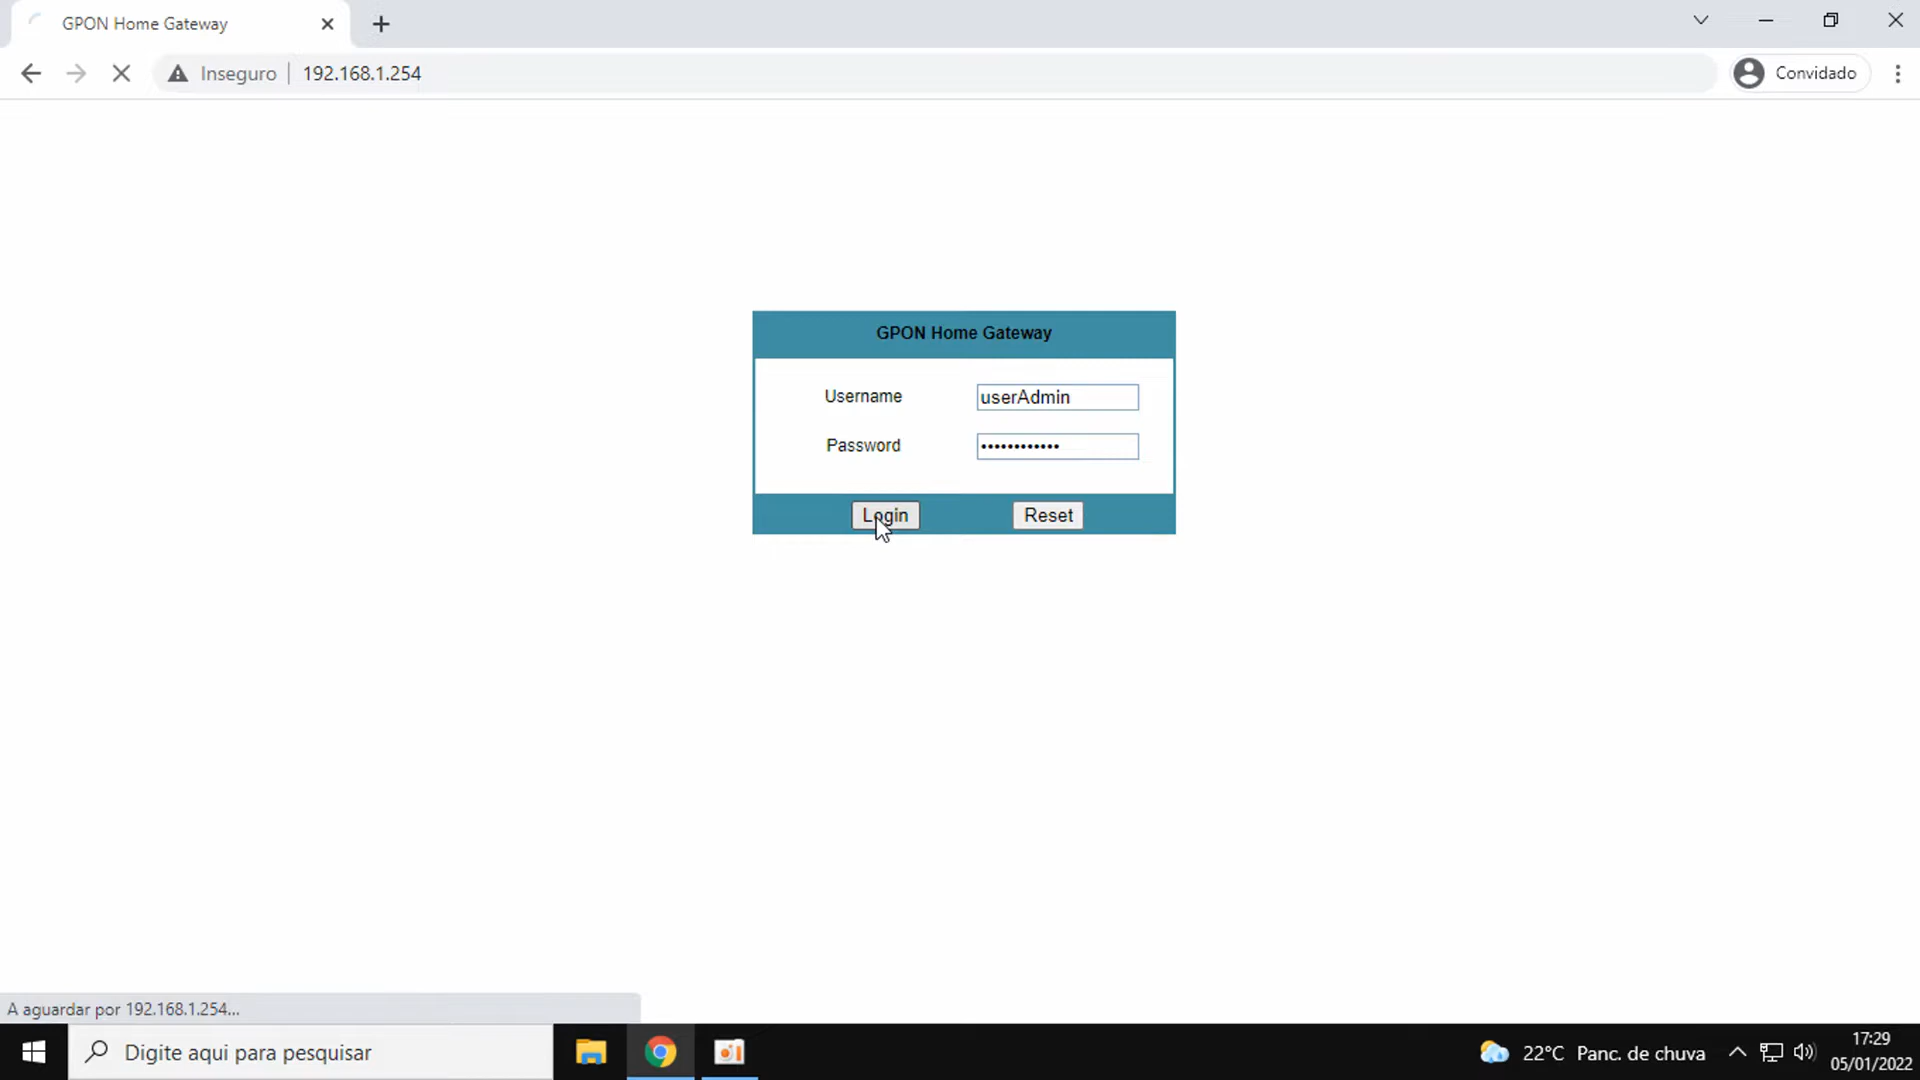 GPON Home Gateway
Inseguro
192.168.1.254
Convidado
GPON Home Gateway
Username
userAdmin
Password
••••••••••••
Login
Reset
A aguardar por 192.168.1.254...
Digite aqui para pesquisar
22°C Panc. de chuva
17:29
05/01/2022